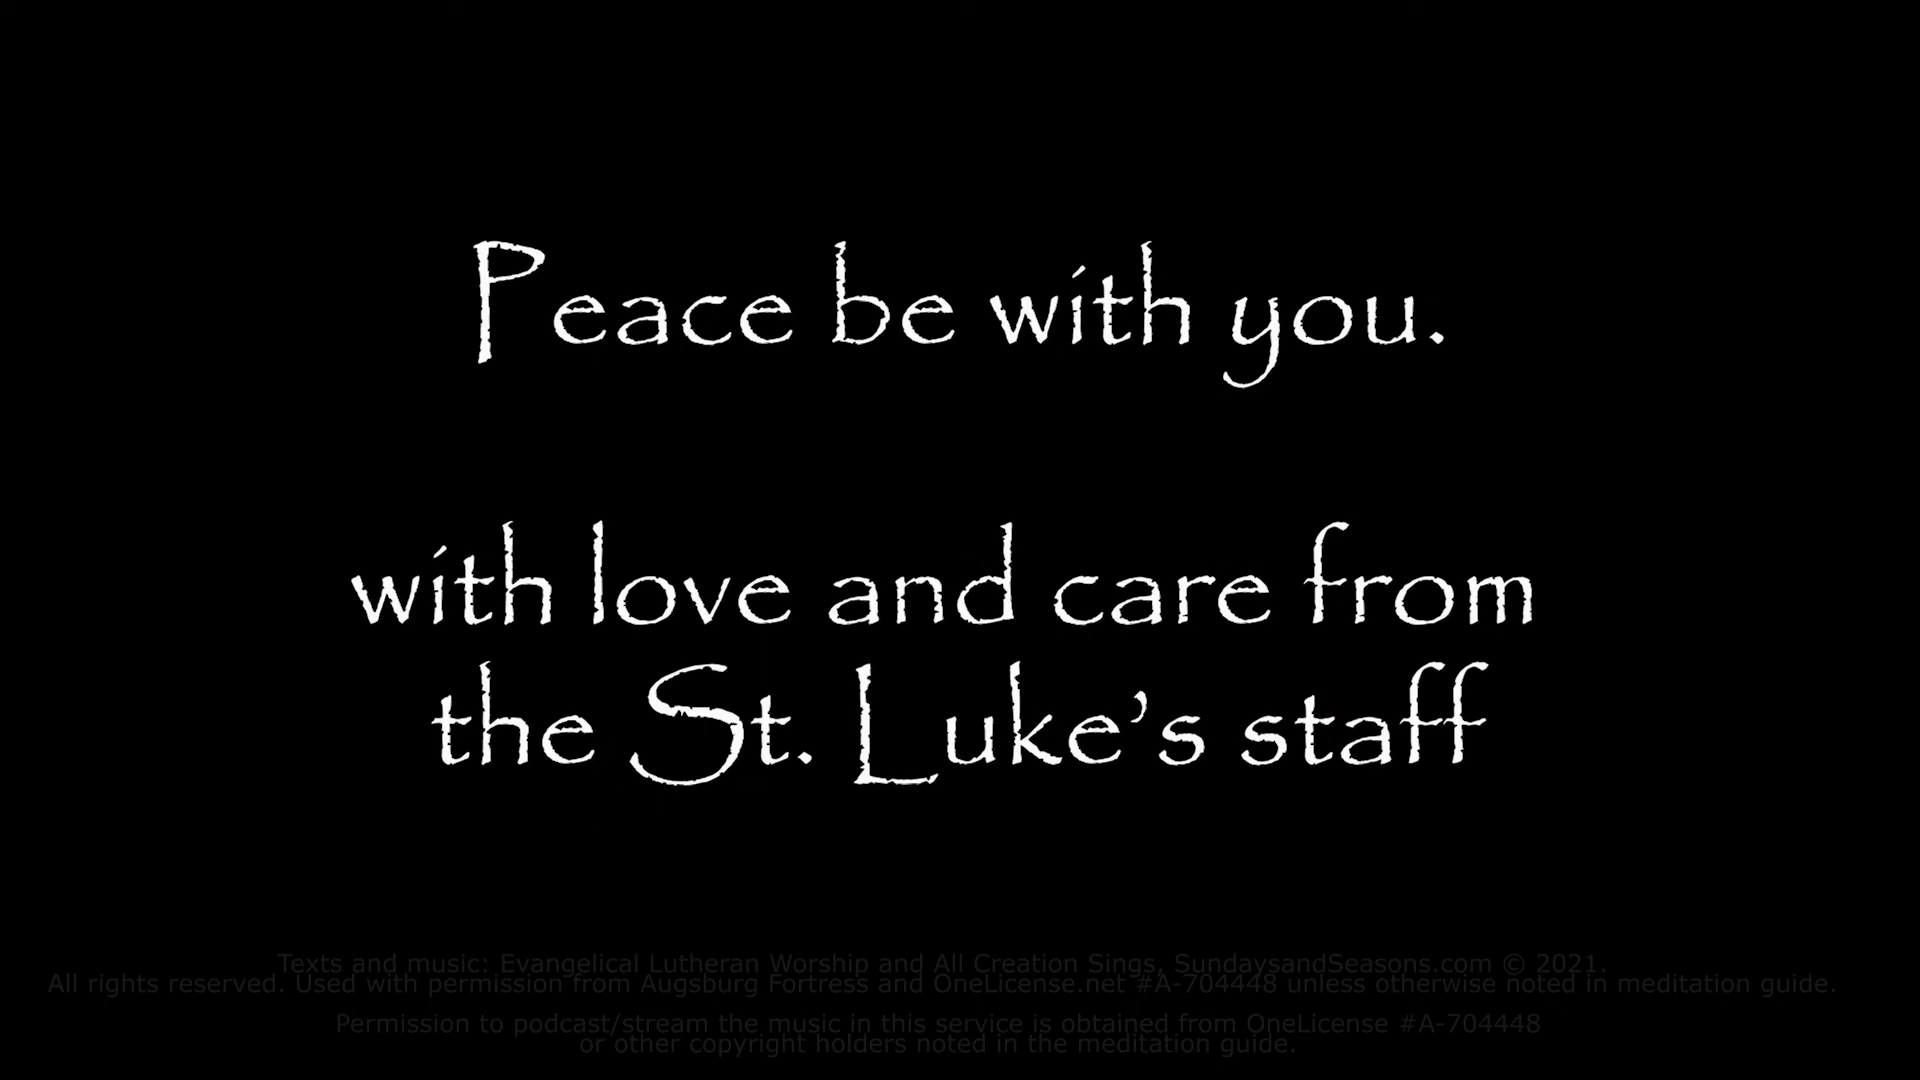 Peace be with you.
with love and care from
the St. Luke’s staff
Texts and music: Evangelical Lutheran Worship and All Creation Sings, SundaysandSeasons.com © 2021.
All rights reserved. Used with permission from Augsburg Fortress and OneLicense.net #A-704448 unless otherwise noted in meditation guide.
Permission to podcast/stream the music in this service is obtained from OneLicense #A-704448
or other copyright holders noted in the meditation guide.